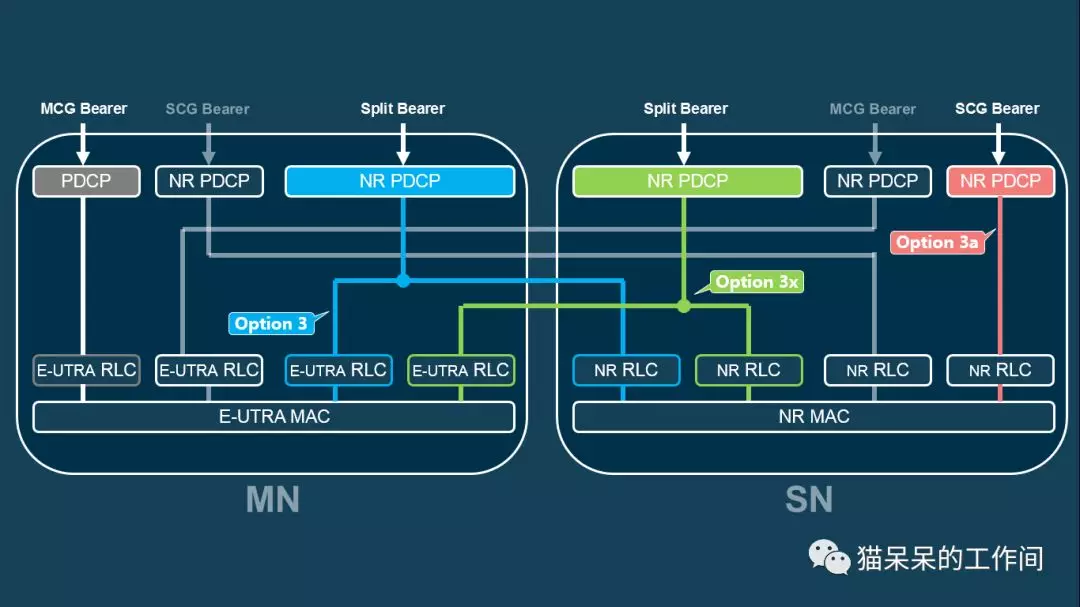 MCG Bearer SCG Bearer Split Bearer Split Bearer MCG Bearer SCG Bearer
PDCP NR PDCP NR PDCP NR PDCP NR PDCP NR PDCP
Option 3a
Option 3x
Option 3
E-UTRA RLC E-UTRA RLC E-UTRA RLC E-UTRA RLC NR RLC NR RLC NR RLC NR RLC
E-UTRA MAC NR MAC
MN SN
猫呆呆的工作间